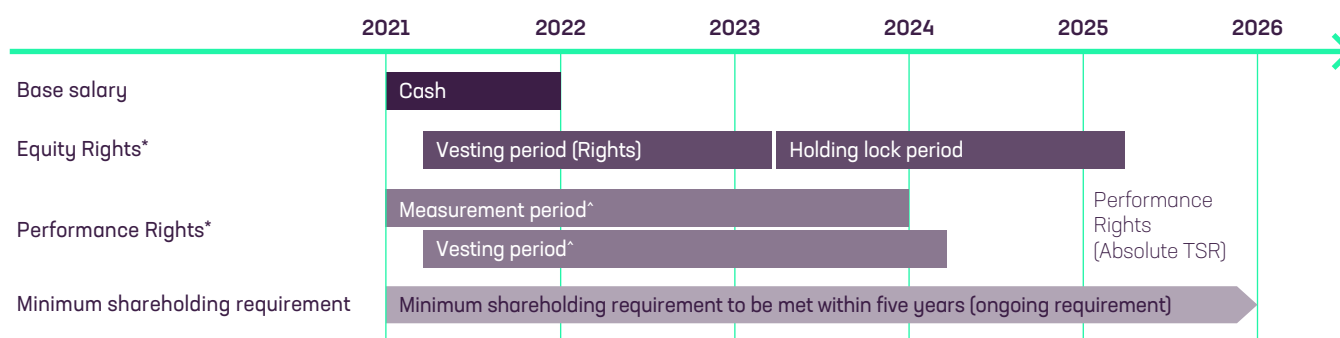 2021 2022 2023 2024 2025 2026
Base salary Cash
Equity Rights* Vesting period (Rights) Holding lock period
Performance Rights* Measurement period^
Vesting period^
Performance
Rights
(Absolute TSR)
Minimum shareholding requirement Minimum shareholding requirement to be met within five years (ongoing requirement)